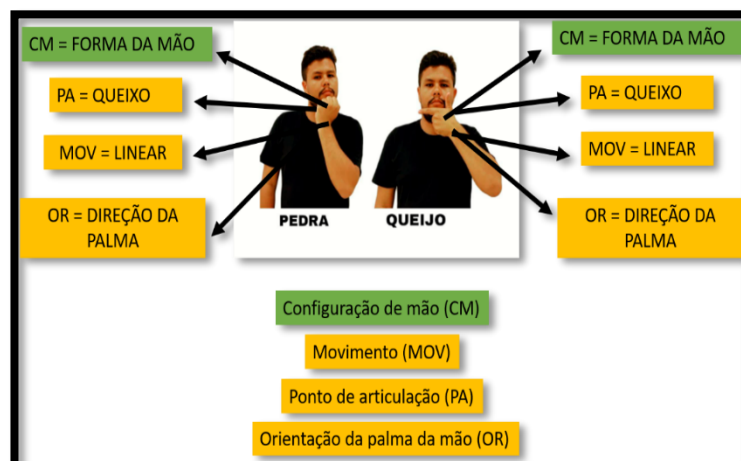 CM = FORMA DA MÃO
PA = QUEIXO
MOV = LINEAR
OR = DIREÇÃO DA
PALMA
PEDRA
QUEIJO
CM = FORMA DA MÃO
PA = QUEIXO
MOV = LINEAR
OR = DIREÇÃO DA
PALMA
Configuração de mão (CM)
Movimento (MOV)
Ponto de articulação (PA)
Orientação da palma da mão (OR)